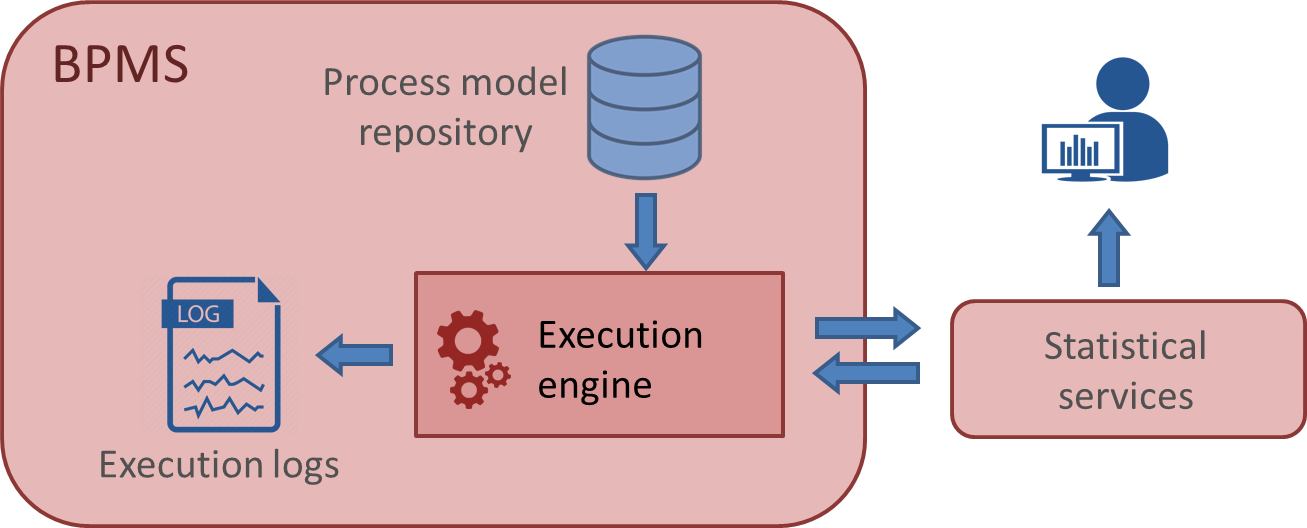 BPMS
Process model
repository
LOG
Execution logs
Execution
engine
Statistical
services